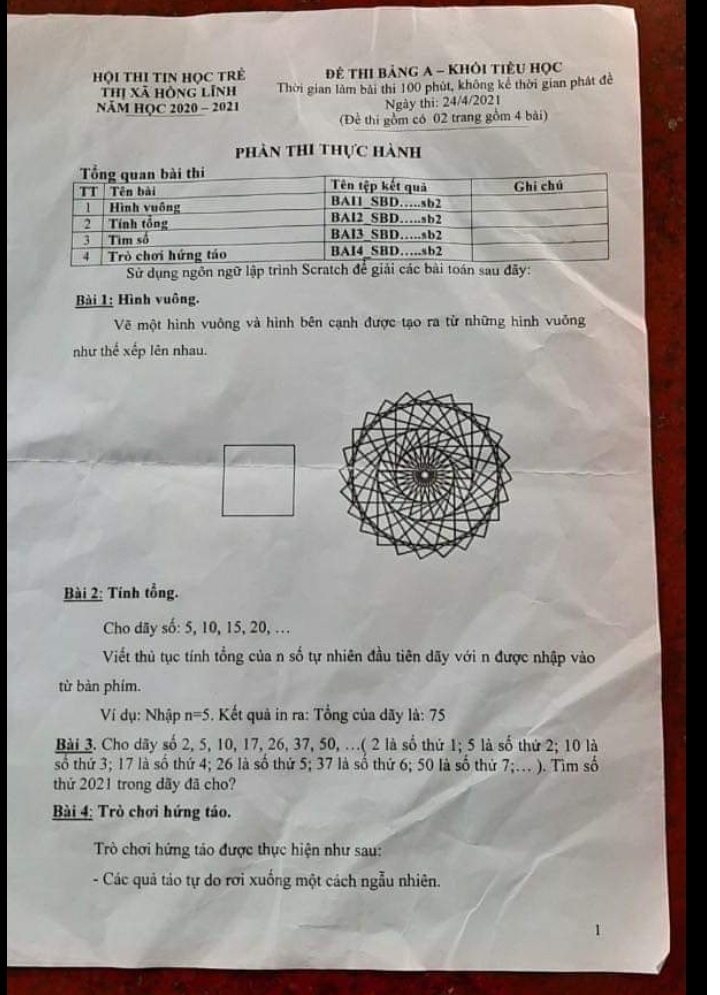 HỘI THI TIN HỌC TRẺ
THỊ XÃ HỒNG LĨNH
NĂM HỌC 2020 – 2021
ĐỀ THI BẢNG A – KHỐI TIỂU HỌC
Thời gian làm bài thi 100 phút, không kể thời gian phát đề
Ngày thi: 24/4/2021
(Đề thi gồm có 02 trang gồm 4 bài)
PHẦN THI THỰC HÀNH
Tổng quan bài thi
TT Tên bài Tên tệp kết quả Ghi chú
1 Hình vuông BAI1_SBD.....sb2
2 Tính tổng BAI2_SBD.....sb2
3 Tìm số BAI3_SBD.....sb2
4 Trò chơi hứng táo BAI4_SBD.....sb2
Sử dụng ngôn ngữ lập trình Scratch để giải các bài toán sau đây:
Bài 1: Hình vuông.
Vẽ một hình vuông và hình bên cạnh được tạo ra từ những hình vuông
như thế xếp lên nhau.
Bài 2: Tính tổng.
Cho dãy số: 5, 10, 15, 20, …
Viết thủ tục tính tổng của n số tự nhiên đầu tiên dãy với n được nhập vào
từ bàn phím.
Ví dụ: Nhập n=5. Kết quả in ra: Tổng của dãy là: 75
Bài 3. Cho dãy số 2, 5, 10, 17, 26, 37, 50, …( 2 là số thứ 1; 5 là số thứ 2; 10 là
số thứ 3; 17 là số thứ 4; 26 là số thứ 5; 37 là số thứ 6; 50 là số thứ 7;… ). Tìm số
thứ 2021 trong dãy đã cho?
Bài 4: Trò chơi hứng táo.
Trò chơi hứng táo được thực hiện như sau:
- Các quả táo tự do rơi xuống một cách ngẫu nhiên.
1